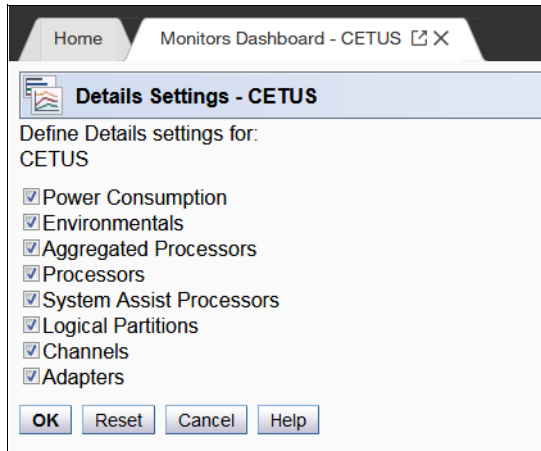 Home
Monitors Dashboard - CETUS
Details Settings - CETUS
Define Details settings for:
CETUS
Power Consumption
Environmentals
Aggregated Processors
Processors
System Assist Processors
Logical Partitions
Channels
Adapters
OK Reset Cancel Help